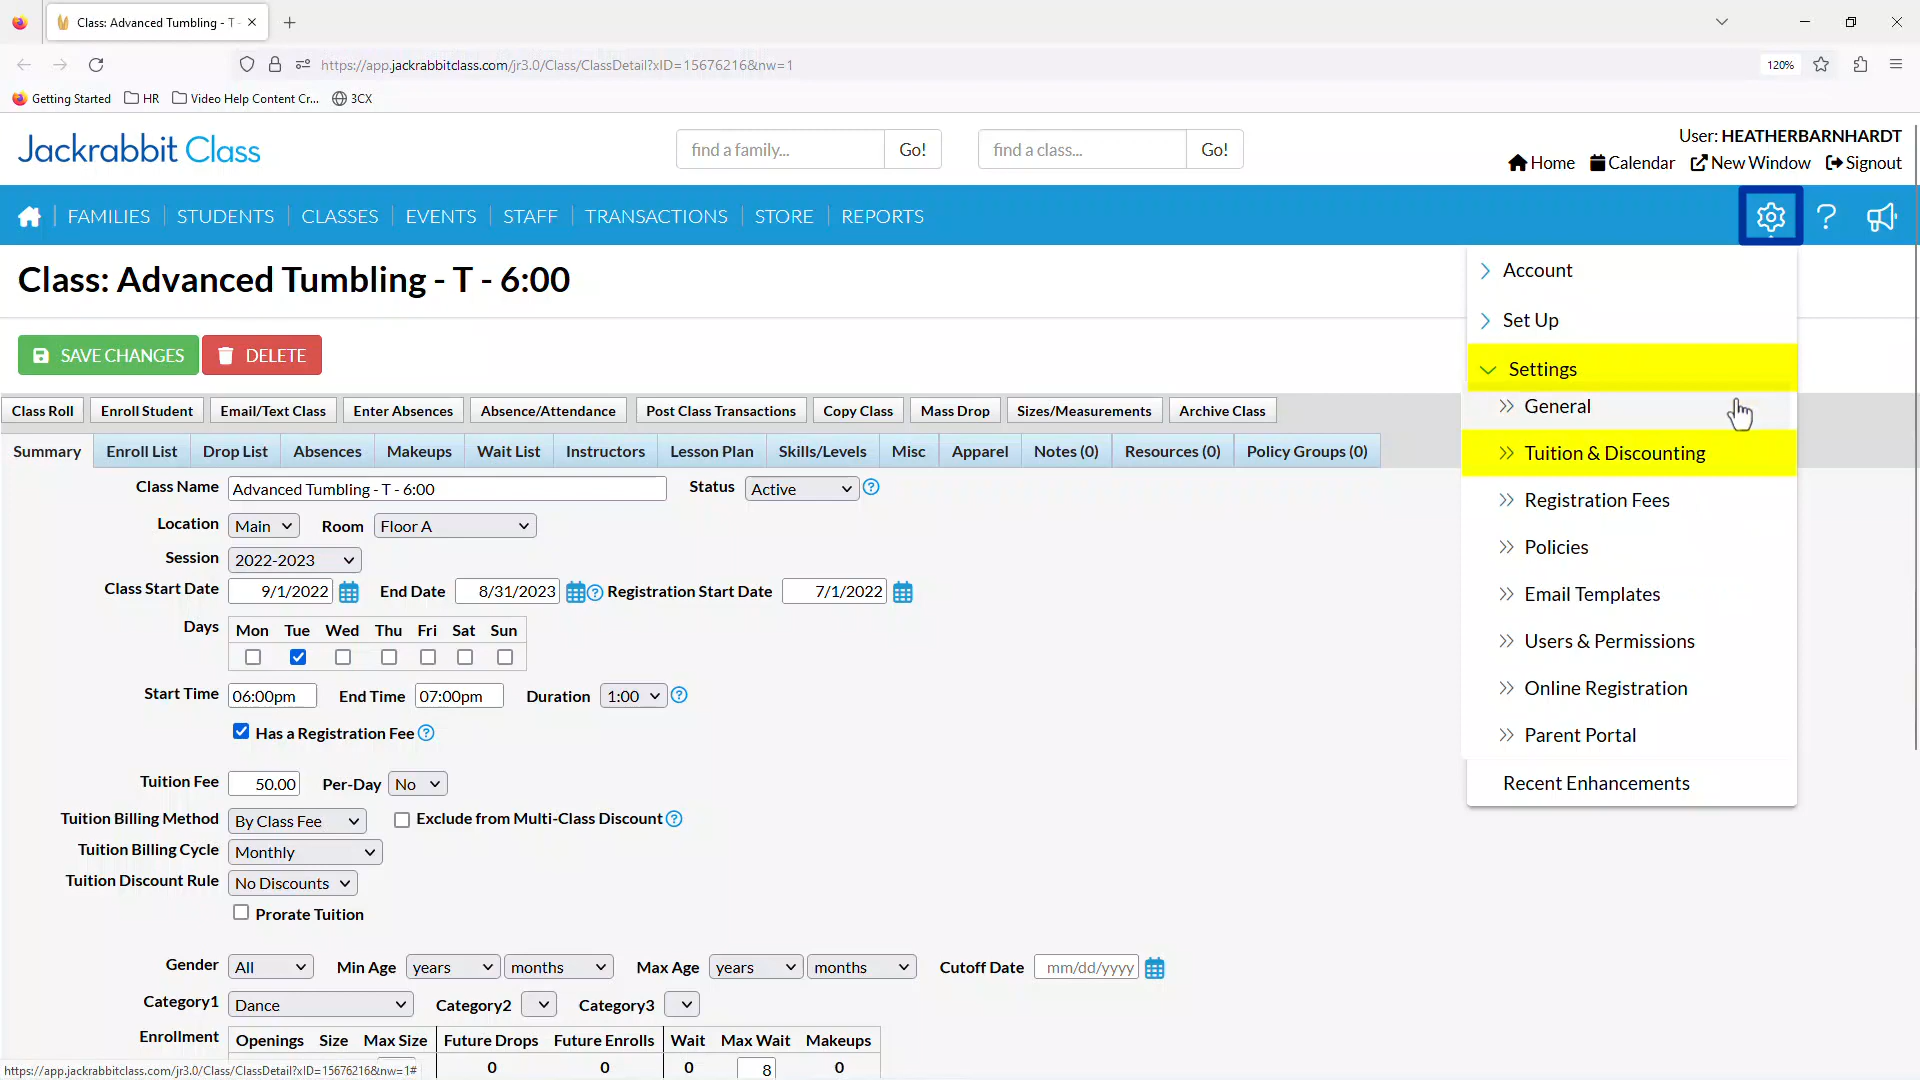 Class: Advanced Tumbling - T -
https://app.jackrabbitclass.com/jr3.0/Class/ClassDetail?xID=15676216&nw=1
120%
Getting Started HR Video Help Content Cr... 3CX
Jackrabbit Class
find a family... Go! find a class... Go!
User: HEATHERBARNHARDT
Home Calendar New Window Signout
FAMILIES STUDENTS CLASSES EVENTS STAFF TRANSACTIONS STORE REPORTS
Class: Advanced Tumbling - T - 6:00
SAVE CHANGES DELETE
Class Roll Enroll Student Email/Text Class Enter Absences Absence/Attendance Post Class Transactions Copy Class Mass Drop Sizes/Measurements Archive Class
Summary Enroll List Drop List Absences Makeups Wait List Instructors Lesson Plan Skills/Levels Misc Apparel Notes (0) Resources (0) Policy Groups (0)
Class Name Advanced Tumbling - T - 6:00 Status Active
Location Main Room Floor A
Session 2022-2023
Class Start Date 9/1/2022 End Date 8/31/2023 Registration Start Date 7/1/2022
Days Mon Tue Wed Thu Fri Sat Sun
Start Time 06:00pm End Time 07:00pm Duration 1:00
Has a Registration Fee
Tuition Fee 50.00 Per-Day No
Tuition Billing Method By Class Fee Exclude from Multi-Class Discount
Tuition Billing Cycle Monthly
Tuition Discount Rule No Discounts
Prorate Tuition
Gender All Min Age years months Max Age years months Cutoff Date mm/dd/yyyy
Category1 Dance Category2 Category3
Enrollment Openings Size Max Size Future Drops Future Enrolls Wait Max Wait Makeups
0 0 0 8 0
https://app.jackrabbitclass.com/jr3.0/Class/ClassDetail?xID=15676216&nw=1#
Account
Set Up
Settings
General
Tuition & Discounting
Registration Fees
Policies
Email Templates
Users & Permissions
Online Registration
Parent Portal
Recent Enhancements